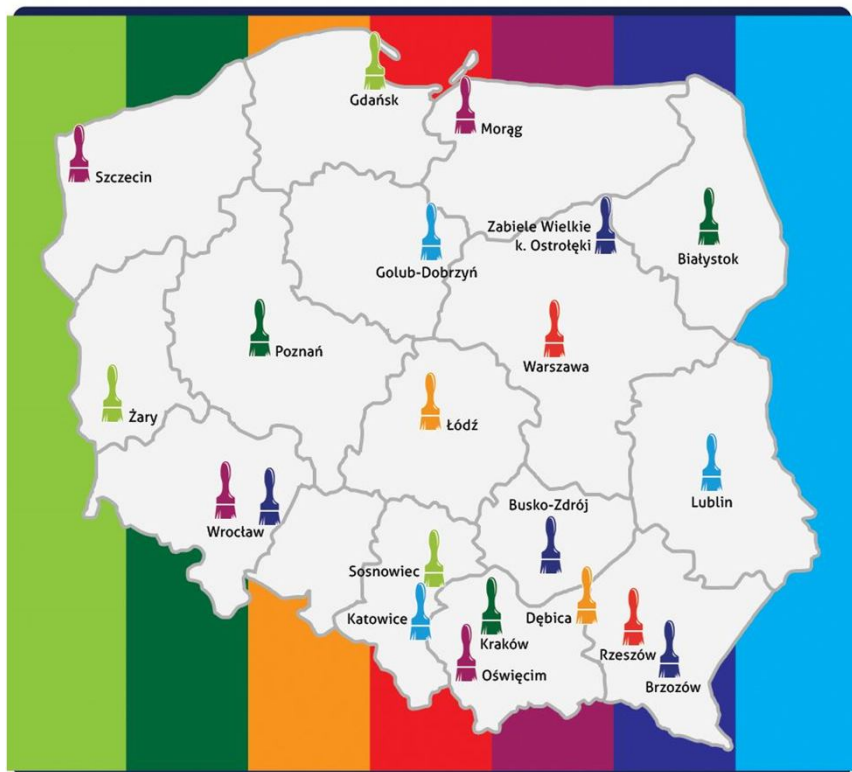 Gdańsk
Morąg
Szczecin
Zabiele Wielkie
k. Ostrołęki
Białystok
Golub-Dobrzyń
Poznań
Warszawa
Żary
Łódź
Lublin
Wrocław
Busko-Zdrój
Sosnowiec
Katowice
Dębica
Kraków
Rzeszów
Oświęcim
Brzozów